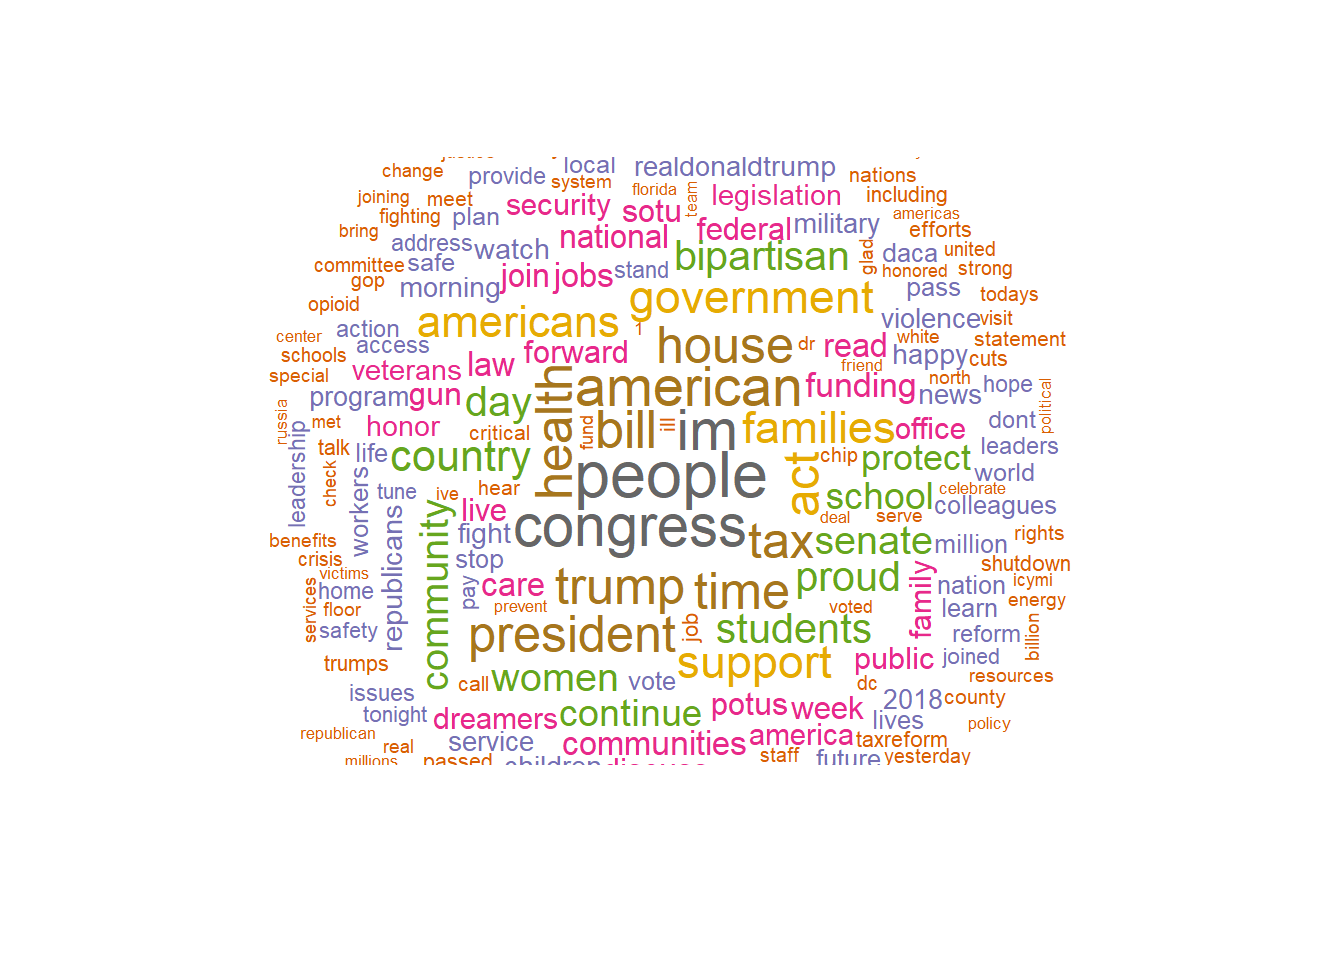 local realdonaldtrump
change provide system florida team legislation nations including
joining meet security sotu americas
fighting plan federal military efforts
bring address watch national bipartisan glad daca united
committee safe join jobs stand honored strong
gop morning government pass todays
opioid americans 1 violence visit
center action forward house dr read white statement
schools access law friend happy cuts
special veterans health american funding north hope
program gun day news political
russia met honor critical fund bill ill im families office dont
leadership talk life country people act chip protect leaders
check workers tune ive hear school celebrate world
live congress deal serve colleagues
benefits community republicans fight tax senate million rights
crisis stop shutdown
victims home pay care trump time proud family nation icymi
services floor prevent voted learn energy
safety president job students reform billion
trumps support public joined
issues call women vote dc 2018 county resources
tonight dreamers continue potus week lives policy
republican real service communities america taxreform
millions passed children discuss staff future yesterday